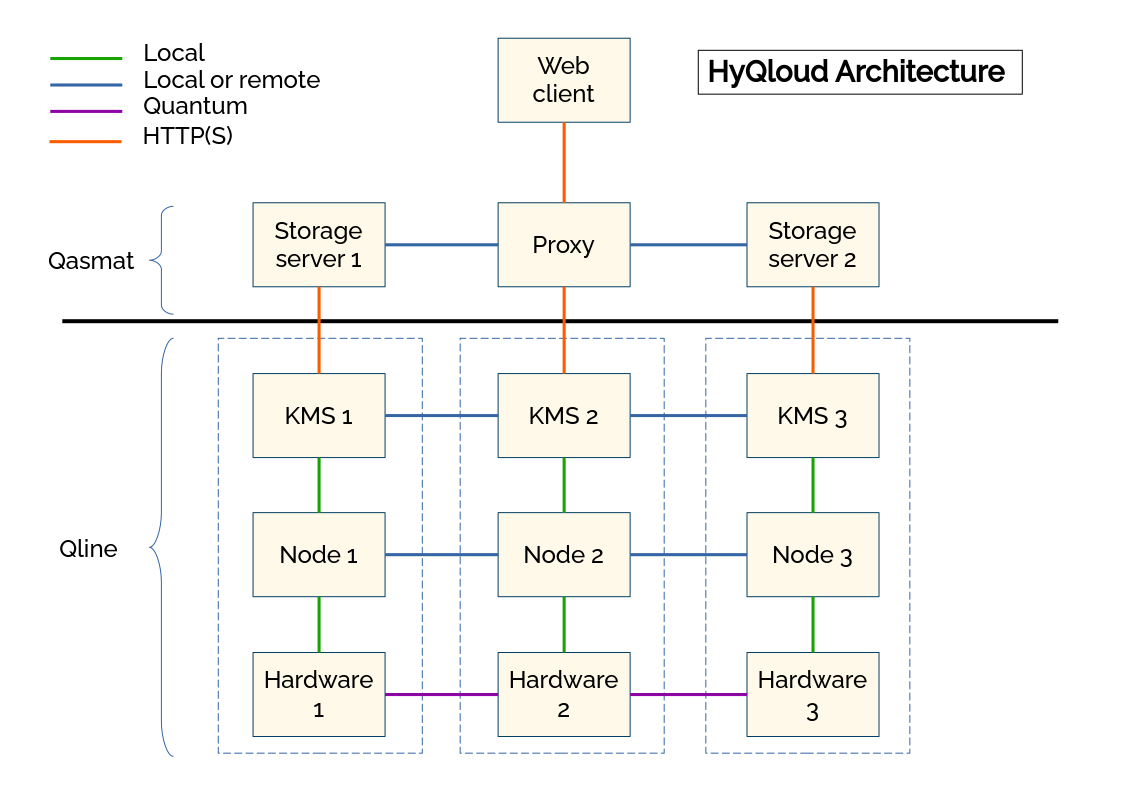 Local
Local or remote
Quantum
HTTP(S)
Web
client
HyQloud Architecture
Qasmat
Storage
server 1
Proxy
Storage
server 2
Qline
KMS 1
KMS 2
KMS 3
Node 1
Node 2
Node 3
Hardware
1
Hardware
2
Hardware
3